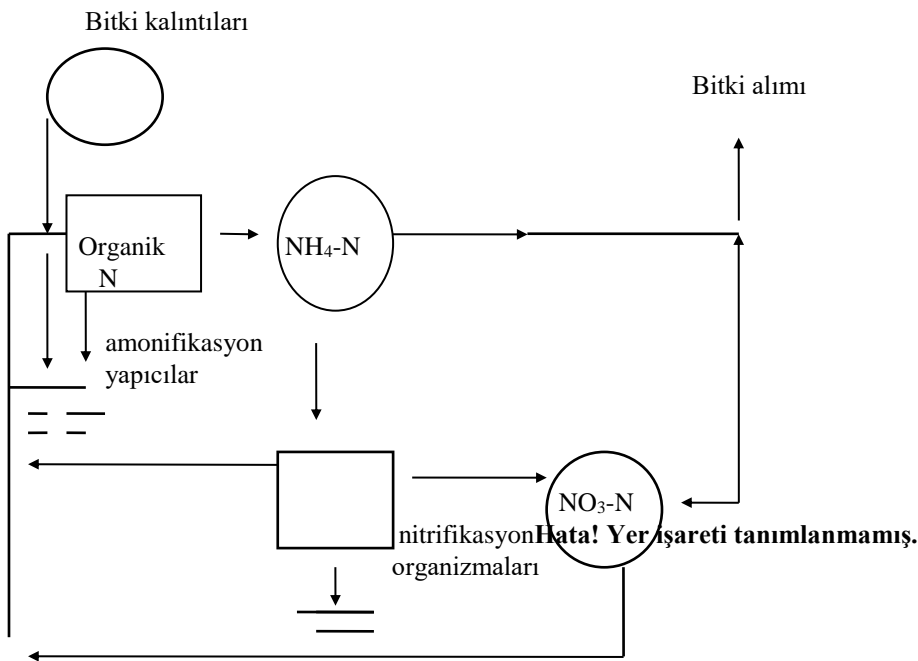 Bitki kalıntıları
Bitki alımı
Organik
N
NH₄-N
amonifikasyon
yapıcılar
NO₃-N
nitrifikasyonHata! Yer işareti tanımlanmamış.
organizmaları